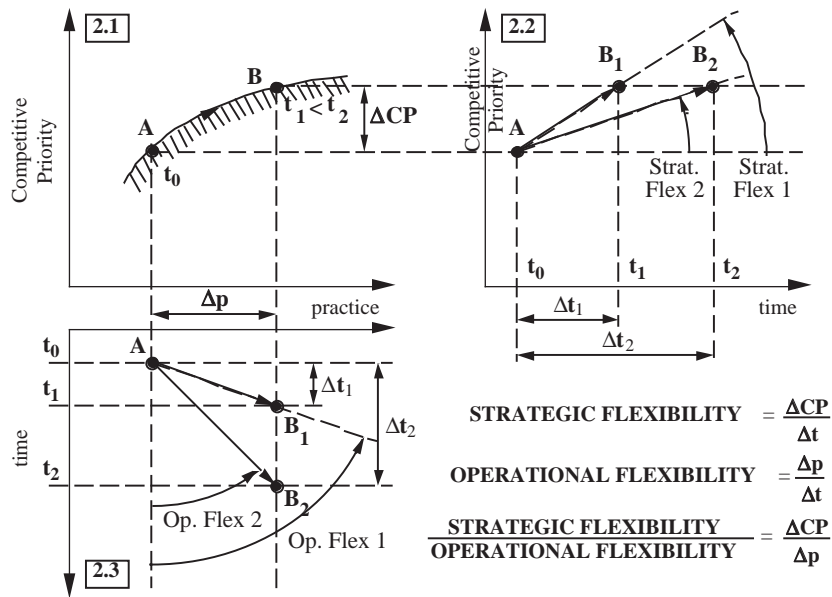 2.1
Competitive
Priority
A
B
t0
t1 < t2
ΔCP
practice
Δp
2.2
Competitive
Priority
A
B1
B2
Strat.
Flex 2
Strat.
Flex 1
t0
t1
t2
Δt1
Δt2
time
t0
t1
t2
time
A
B1
B2
Δt1
Δt2
Op. Flex 2
Op. Flex 1
2.3
STRATEGIC FLEXIBILITY = ΔCP / Δt
OPERATIONAL FLEXIBILITY = Δp / Δt
STRATEGIC FLEXIBILITY / OPERATIONAL FLEXIBILITY = ΔCP / Δp